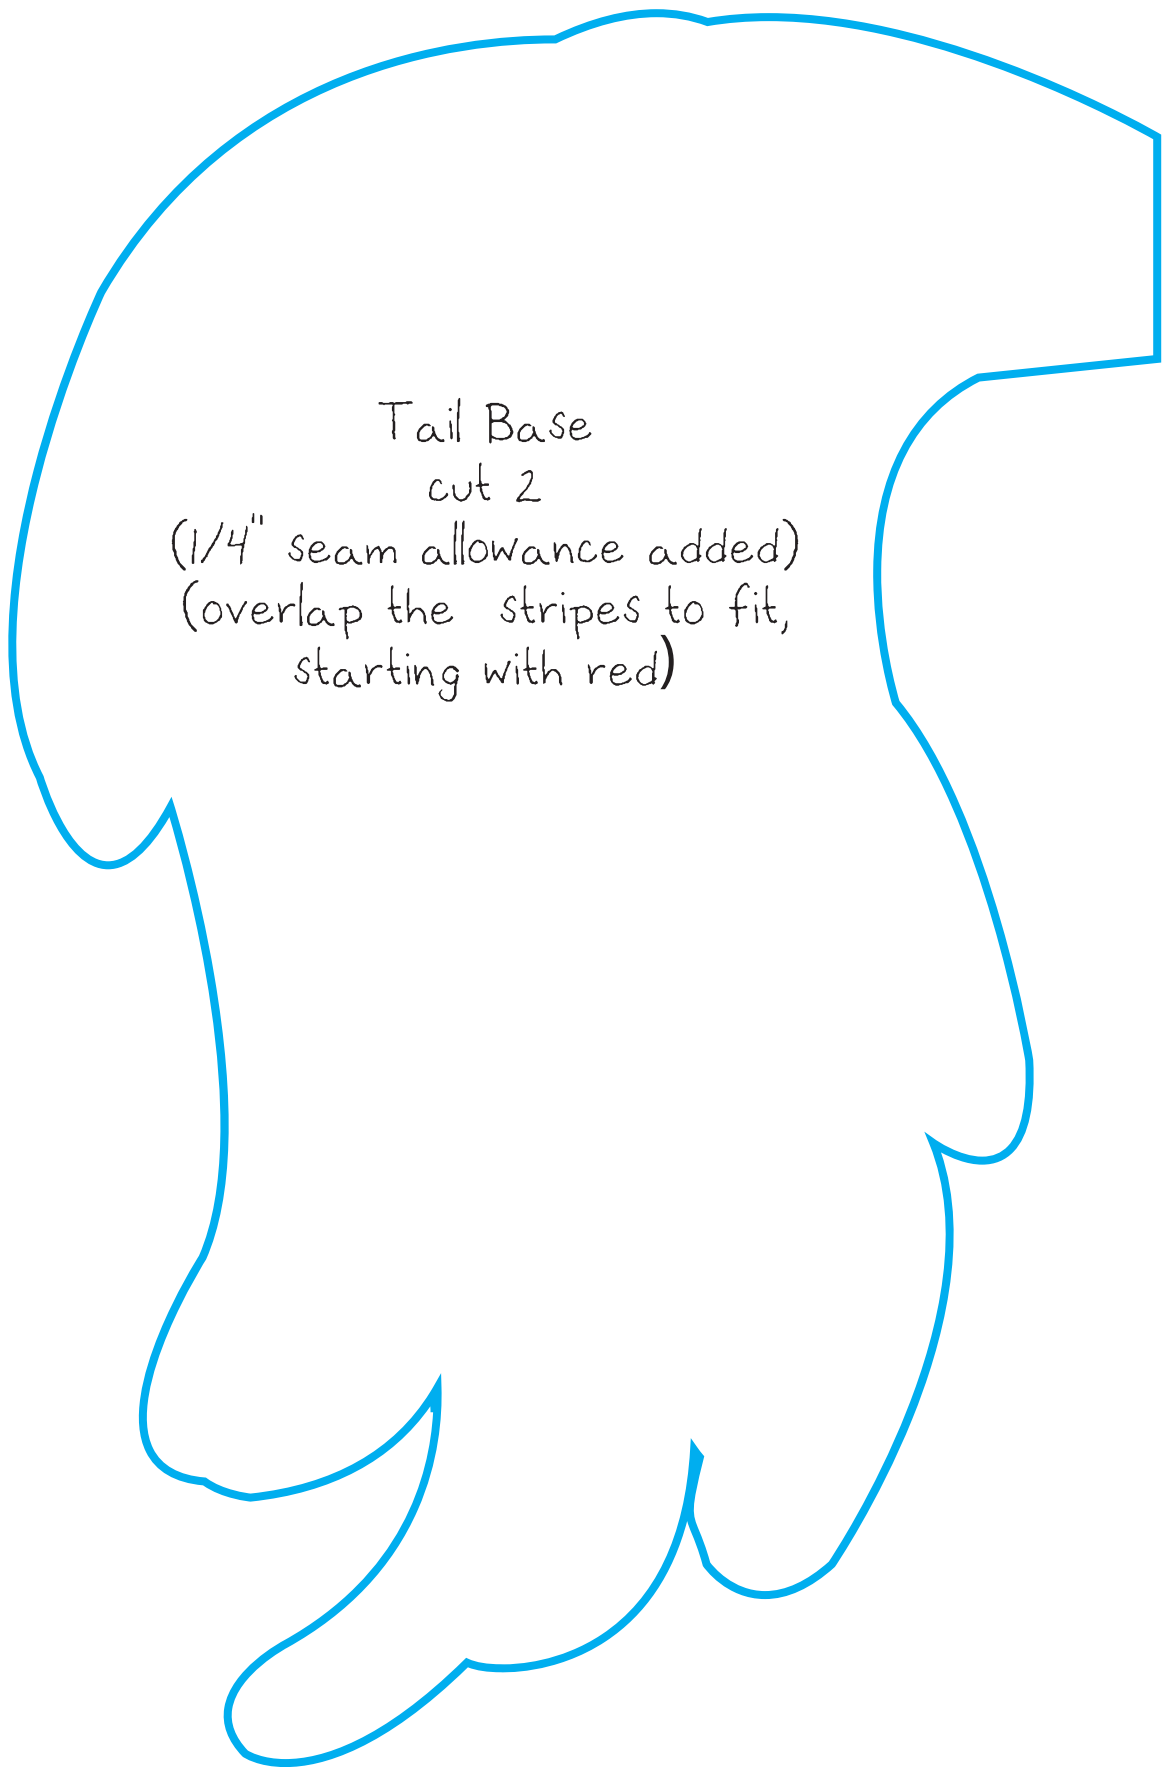 Tail Base
cut 2
(1/4" seam allowance added)
(overlap the stripes to fit,
starting with red)